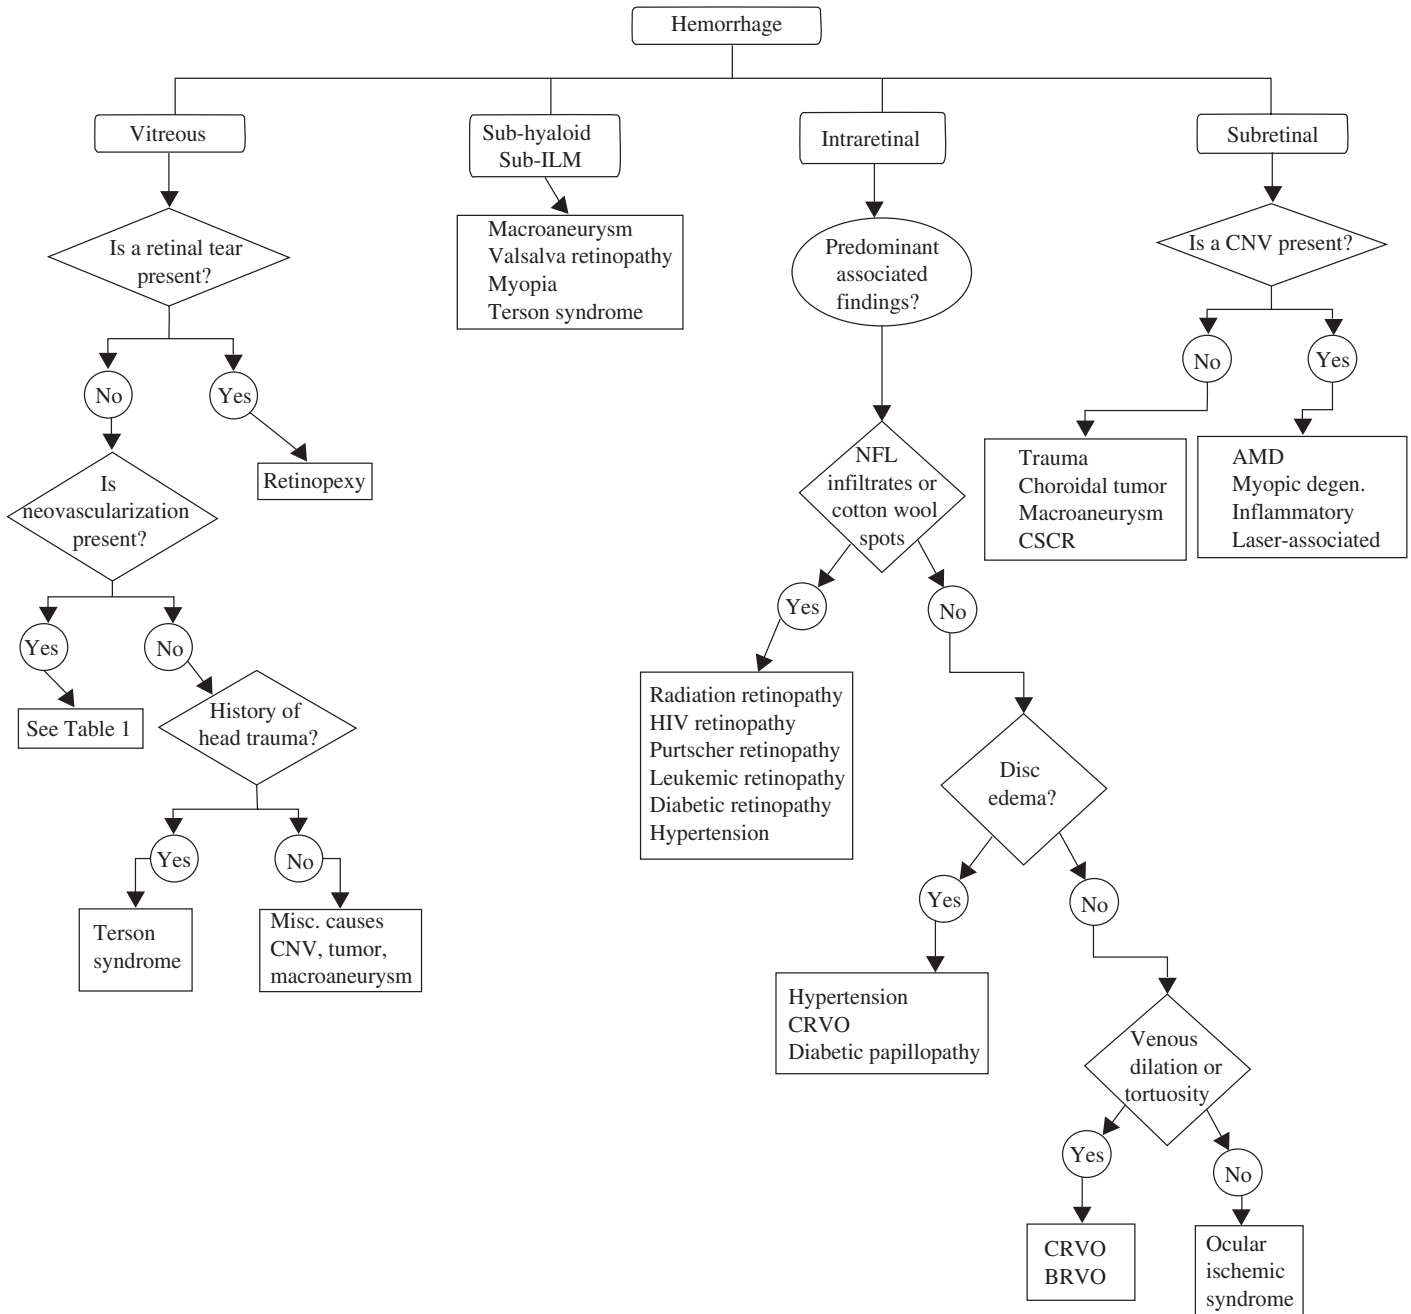 Hemorrhage
Vitreous
Sub-hyaloid
Sub-ILM
Intraretinal
Subretinal
Is a retinal tear
present?
Macroaneurysm
Valsalva retinopathy
Myopia
Terson syndrome
Predominant
associated
findings?
Is a CNV present?
No
Yes
No
Yes
Retinopexy
Is
neovascularization
present?
NFL
infiltrates or
cotton wool
spots
Trauma
Choroidal tumor
Macroaneurysm
CSCR
AMD
Myopic degen.
Inflammatory
Laser-associated
Yes
No
Yes
No
See Table 1
History of
head trauma?
Radiation retinopathy
HIV retinopathy
Purtscher retinopathy
Leukemic retinopathy
Diabetic retinopathy
Hypertension
Disc
edema?
Yes
No
Yes
No
Terson
syndrome
Misc. causes
CNV, tumor,
macroaneurysm
Hypertension
CRVO
Diabetic papillopathy
Venous
dilation or
tortuosity
Yes
No
CRVO
BRVO
Ocular
ischemic
syndrome